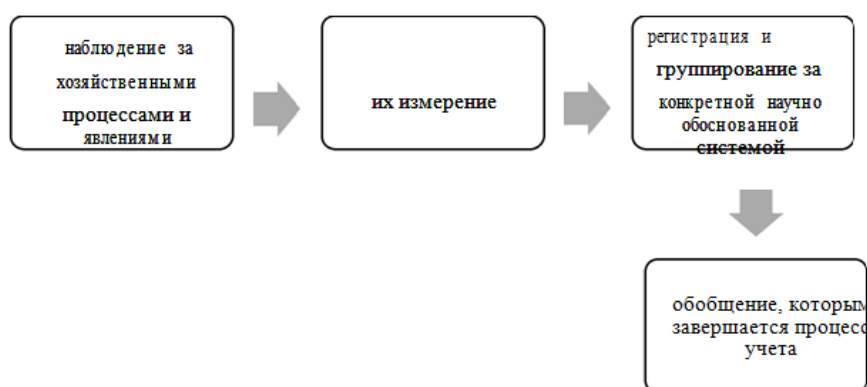 наблюдение за
хозяйственными
процессами и
явлениями
их измерение
регистрация и
группирование за
конкретной научно
обоснованной
системой
обобщение, которым
завершается процесс
учета